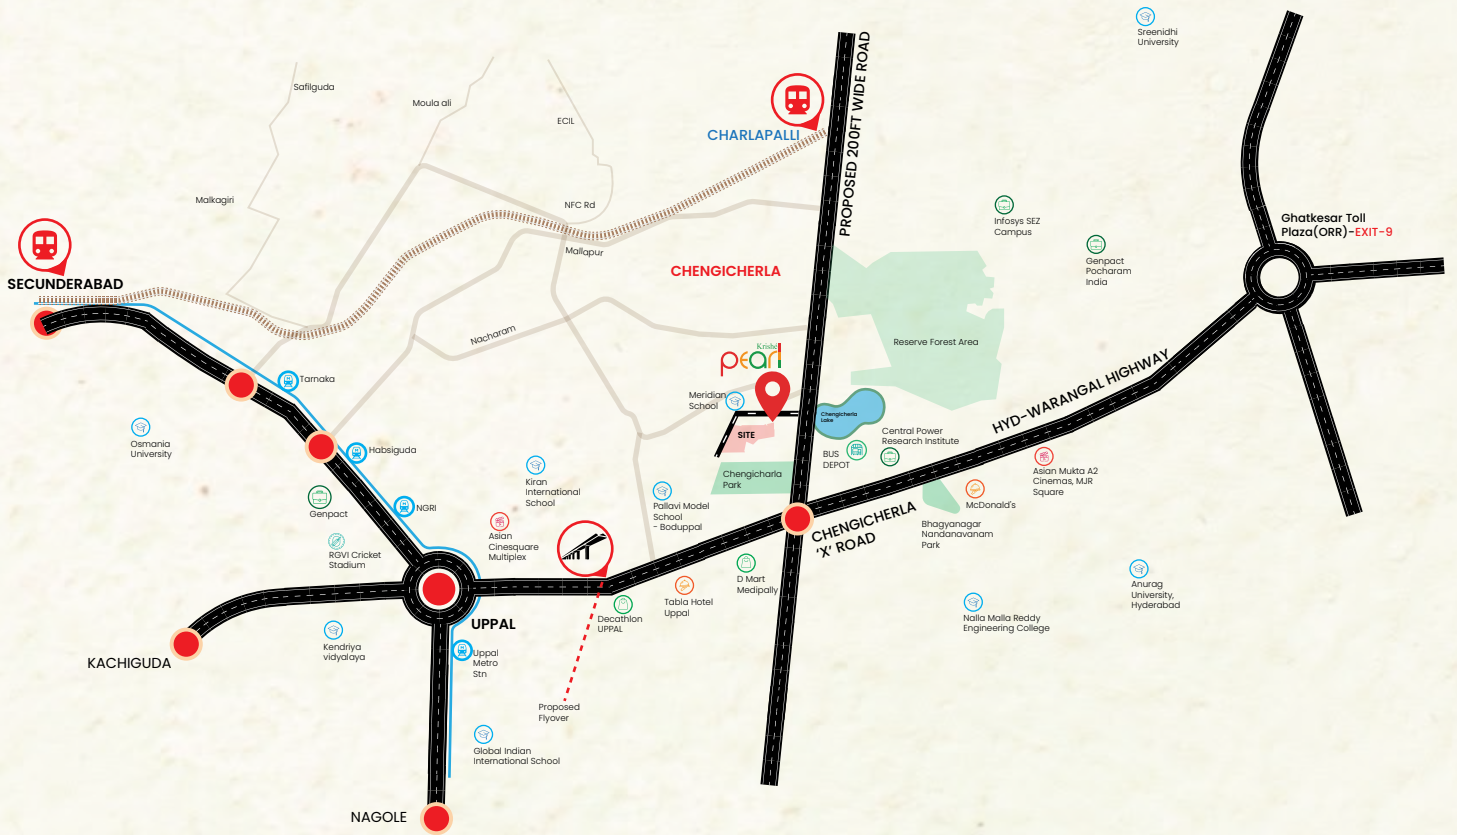 Sreenidhi
University
PROPOSED 200FT WIDE ROAD
Safilguda
Moula ali
ECIL
CHARLAPALLI
Malkagiri
NFC Rd
Mallapur
Infosys SEZ
Campus
Ghatkesar Toll
Plaza(ORR)-EXIT-9
Genpact
Pocharam
India
CHENGICHERLA
SECUNDERABAD
Nacharam
Reserve Forest Area
Krishé
pearl
HYD-WARANGAL HIGHWAY
Tarnaka
Meridian
School
Chengicherla
Lake
SITE
Osmania
University
Habsiguda
Central Power
Research Institute
BUS
DEPOT
Kiran
International
School
Chengicharla
Park
Asian Mukta A2
Cinemas, MJR
Square
Pallavi Model
School
- Boduppal
McDonald's
Genpact
NGRI
CHENGICHERLA
'X' ROAD
Bhagyanagar
Nandanavanam
Park
Asian
Cinesquare
Multiplex
RGVI Cricket
Stadium
D Mart
Medipally
Anurag
University,
Hyderabad
Tabla Hotel
Uppal
Decathlon
UPPAL
UPPAL
Nalla Malla Reddy
Engineering College
Kendriya
vidyalaya
KACHIGUDA
Uppal
Metro
Stn
Proposed
Flyover
Global Indian
International School
NAGOLE